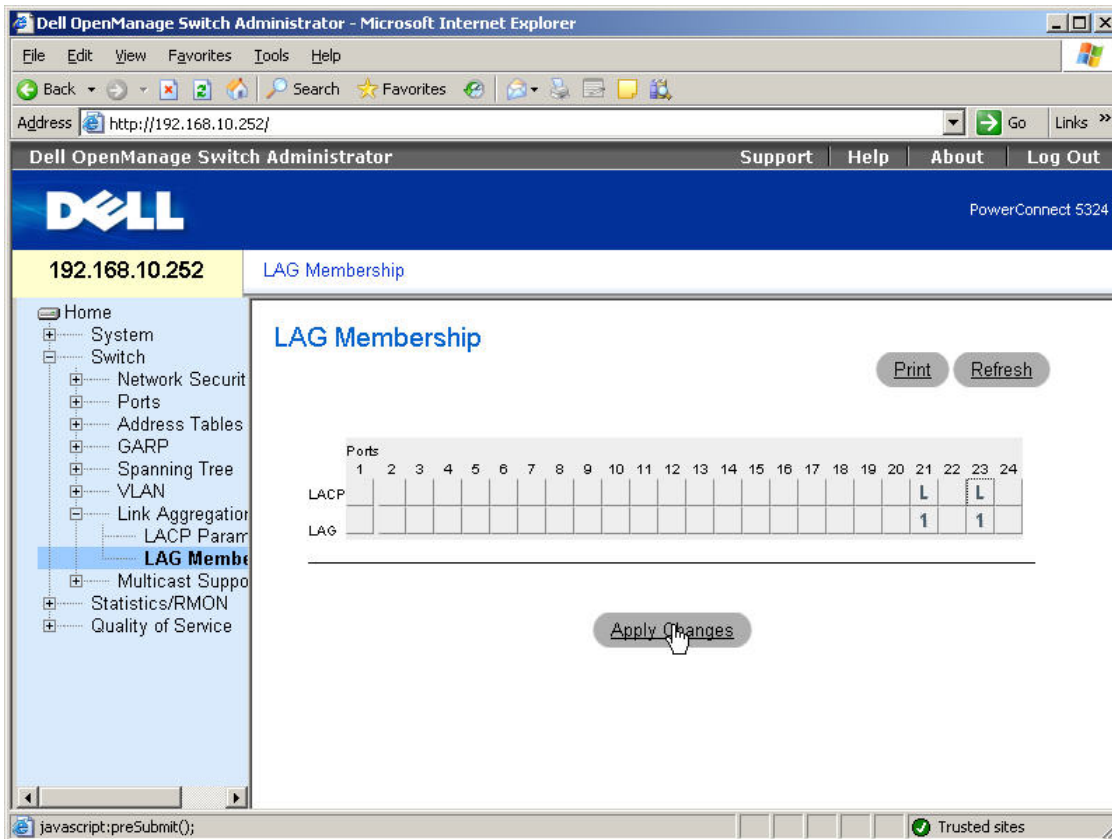 Dell OpenManage Switch Administrator - Microsoft Internet Explorer
File Edit View Favorites Tools Help
Back Search Favorites
Address http://192.168.10.252/ Go Links »
Dell OpenManage Switch Administrator Support Help About Log Out
DELL
PowerConnect 5324
192.168.10.252 LAG Membership
Home
System
Switch
Network Securit
Ports
Address Tables
GARP
Spanning Tree
VLAN
Link Aggregation
LACP Param
LAG Membe
Multicast Suppo
Statistics/RMON
Quality of Service
LAG Membership
Print Refresh
Ports
1 2 3 4 5 6 7 8 9 10 11 12 13 14 15 16 17 18 19 20 21 22 23 24
LACP L L
LAG 1 1
Apply Changes
javascript:preSubmit(); Trusted sites